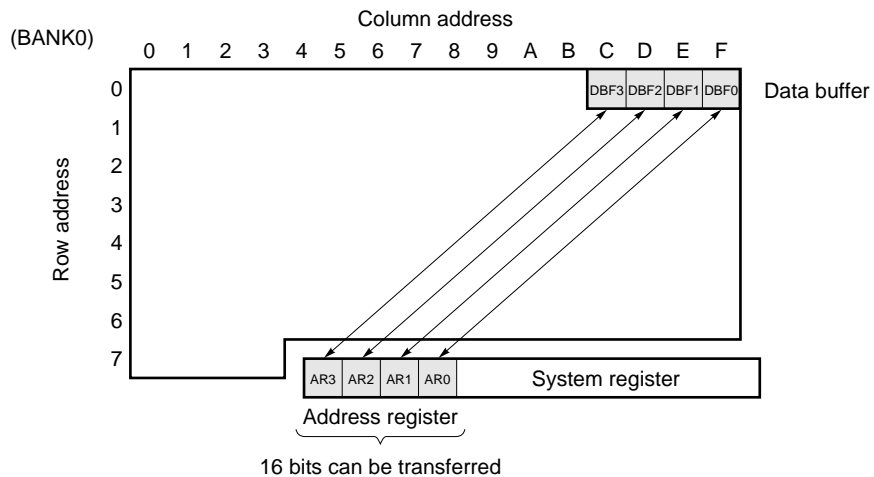 Column address
(BANK0)
0 1 2 3 4 5 6 7 8 9 A B C D E F
Row address
0
1
2
3
4
5
6
7
DBF3 DBF2 DBF1 DBF0
Data buffer
AR3 AR2 AR1 AR0
System register
Address register
16 bits can be transferred